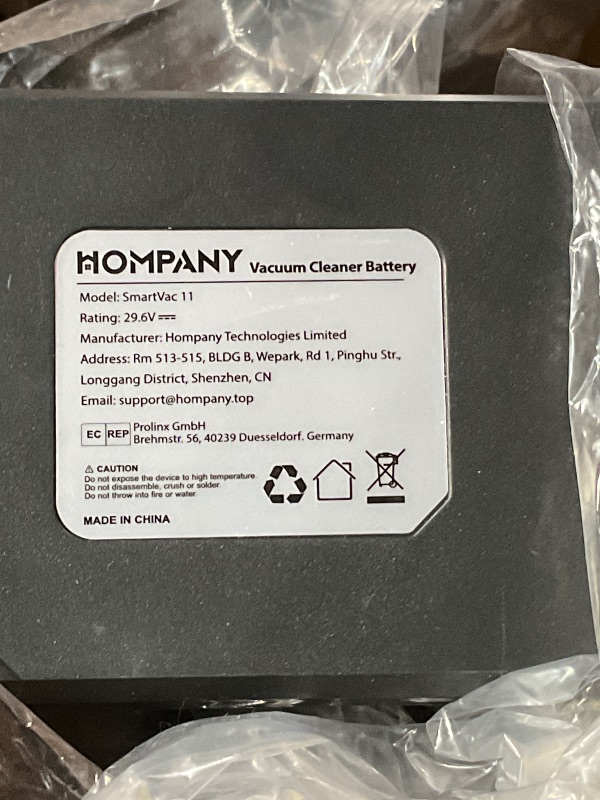 HOMPANY Vacuum Cleaner Battery
Model: SmartVac 11
Rating: 29.6V ⎓
Manufacturer: Hompany Technologies Limited
Address: Rm 513-515, BLDG B, Wepark, Rd 1, Pinghu Str.,
Longgang District, Shenzhen, CN
Email: support@hompany.top
EC REP Prolinx GmbH
Brehmstr. 56, 40239 Duesseldorf. Germany
⚠ CAUTION
Do not expose the device to high temperature.
Do not disassemble, crush or solder.
Do not throw into fire or water.
MADE IN CHINA